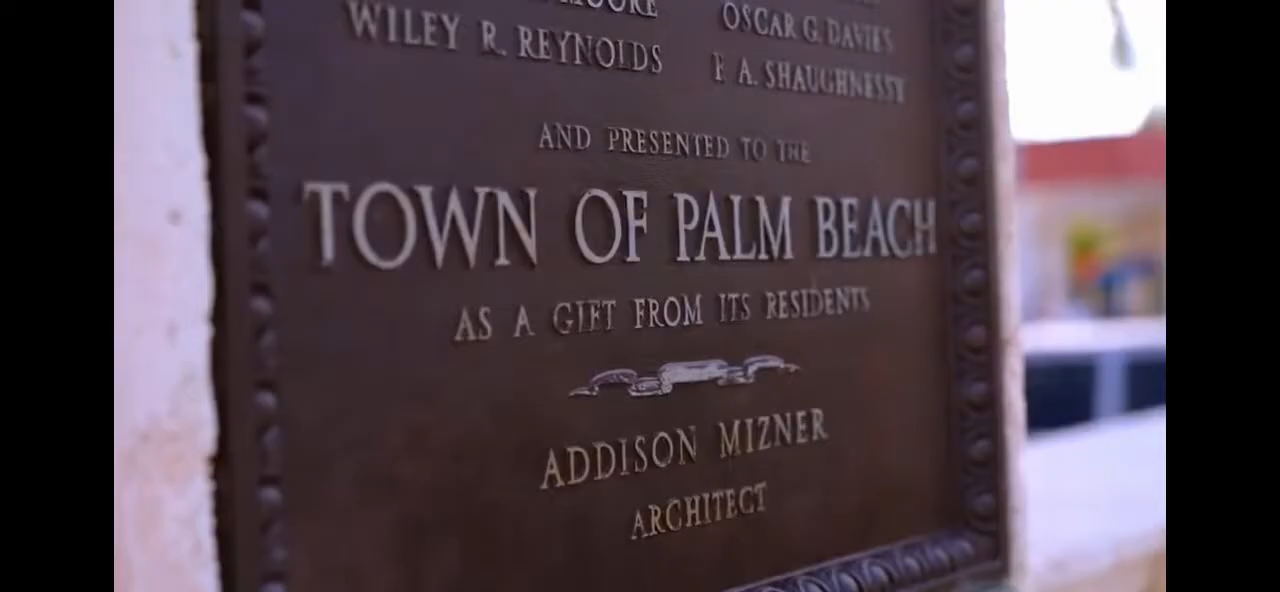 MOORE
OSCAR G. DAVIES
WILEY R. REYNOLDS
F. A. SHAUGHNESSY
AND PRESENTED TO THE
TOWN OF PALM BEACH
AS A GIFT FROM ITS RESIDENTS
ADDISON MIZNER
ARCHITECT